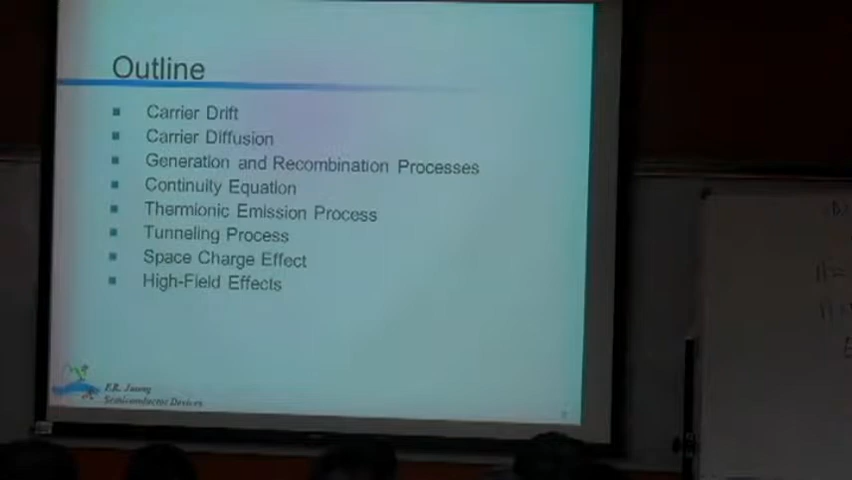 Outline
Carrier Drift
Carrier Diffusion
Generation and Recombination Processes
Continuity Equation
Thermionic Emission Process
Tunneling Process
Space Charge Effect
High-Field Effects
Semiconductor Devices